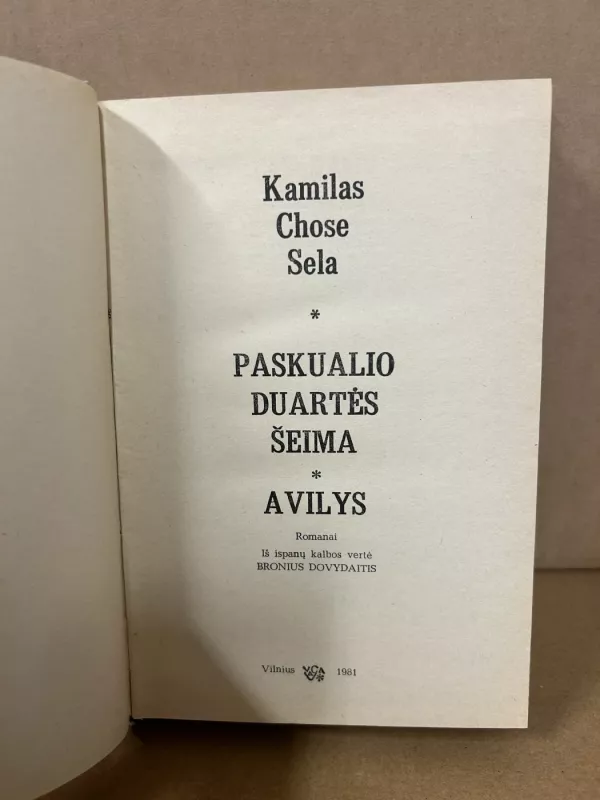 Kamilas
Chose
Sela
*
PASKUALIO
DUARTĖS
ŠEIMA
*
AVILYS
Romanai
Iš ispanų kalbos vertė
BRONIUS DOVYDAITIS
Vilnius 1981